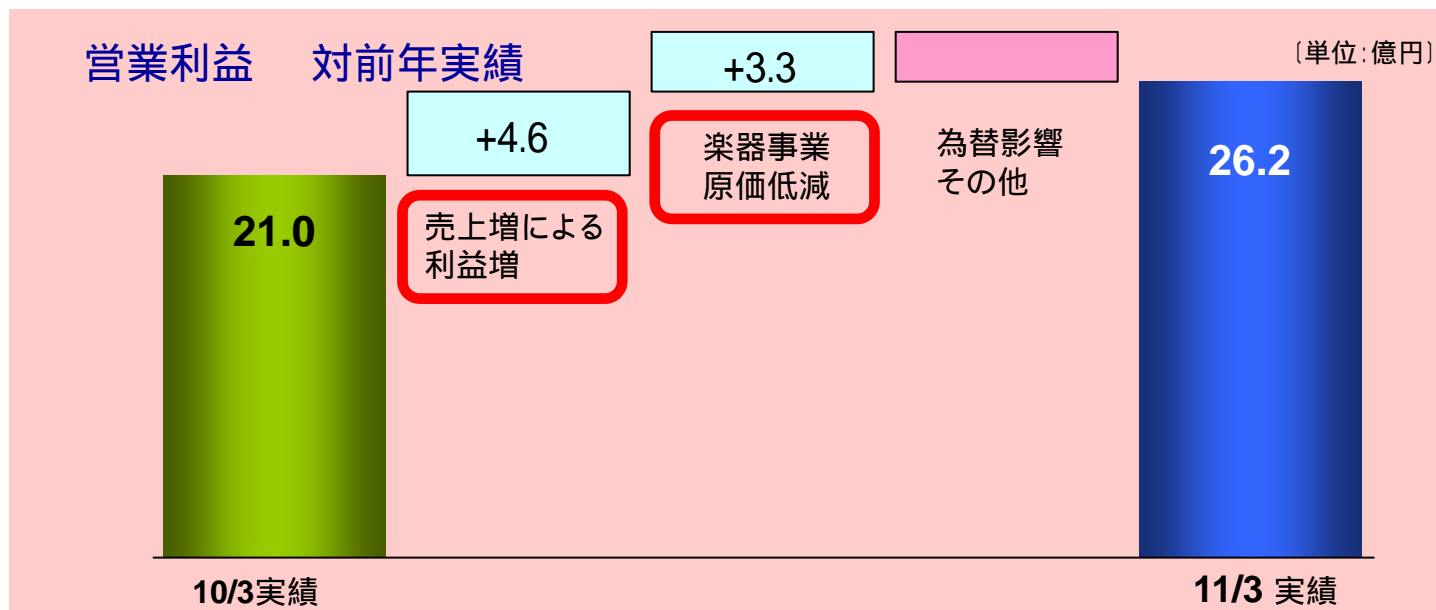 営業利益 対前年実績
〔単位：億円〕
+4.6
+3.3
21.0
26.2
売上増による
利益増
楽器事業
原価低減
為替影響
その他
10/3実績
11/3 実績